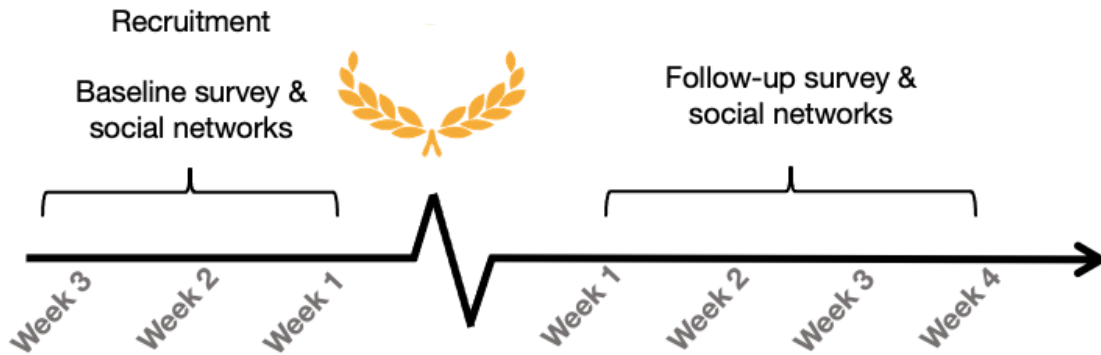 Recruitment
Baseline survey &
social networks
Follow-up survey &
social networks
Week 3
Week 2
Week 1
Week 1
Week 2
Week 3
Week 4